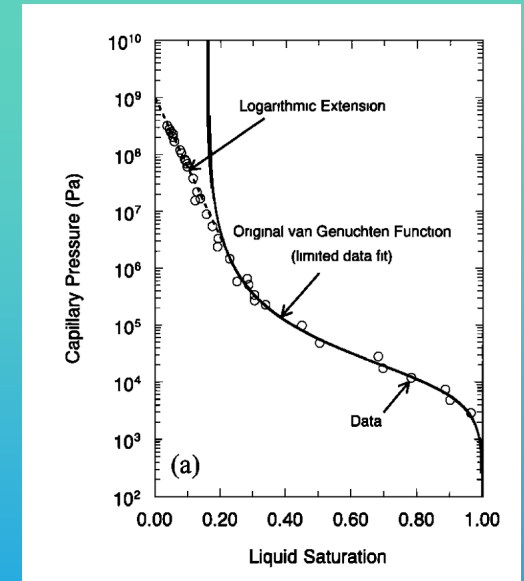 10¹⁰
10⁹
10⁸
10⁷
10⁶
10⁵
10⁴
10³
10²
Capillary Pressure (Pa)
Logarithmic Extension
Original van Genuchten Function
(limited data fit)
Data
(a)
0.00 0.20 0.40 0.60 0.80 1.00
Liquid Saturation